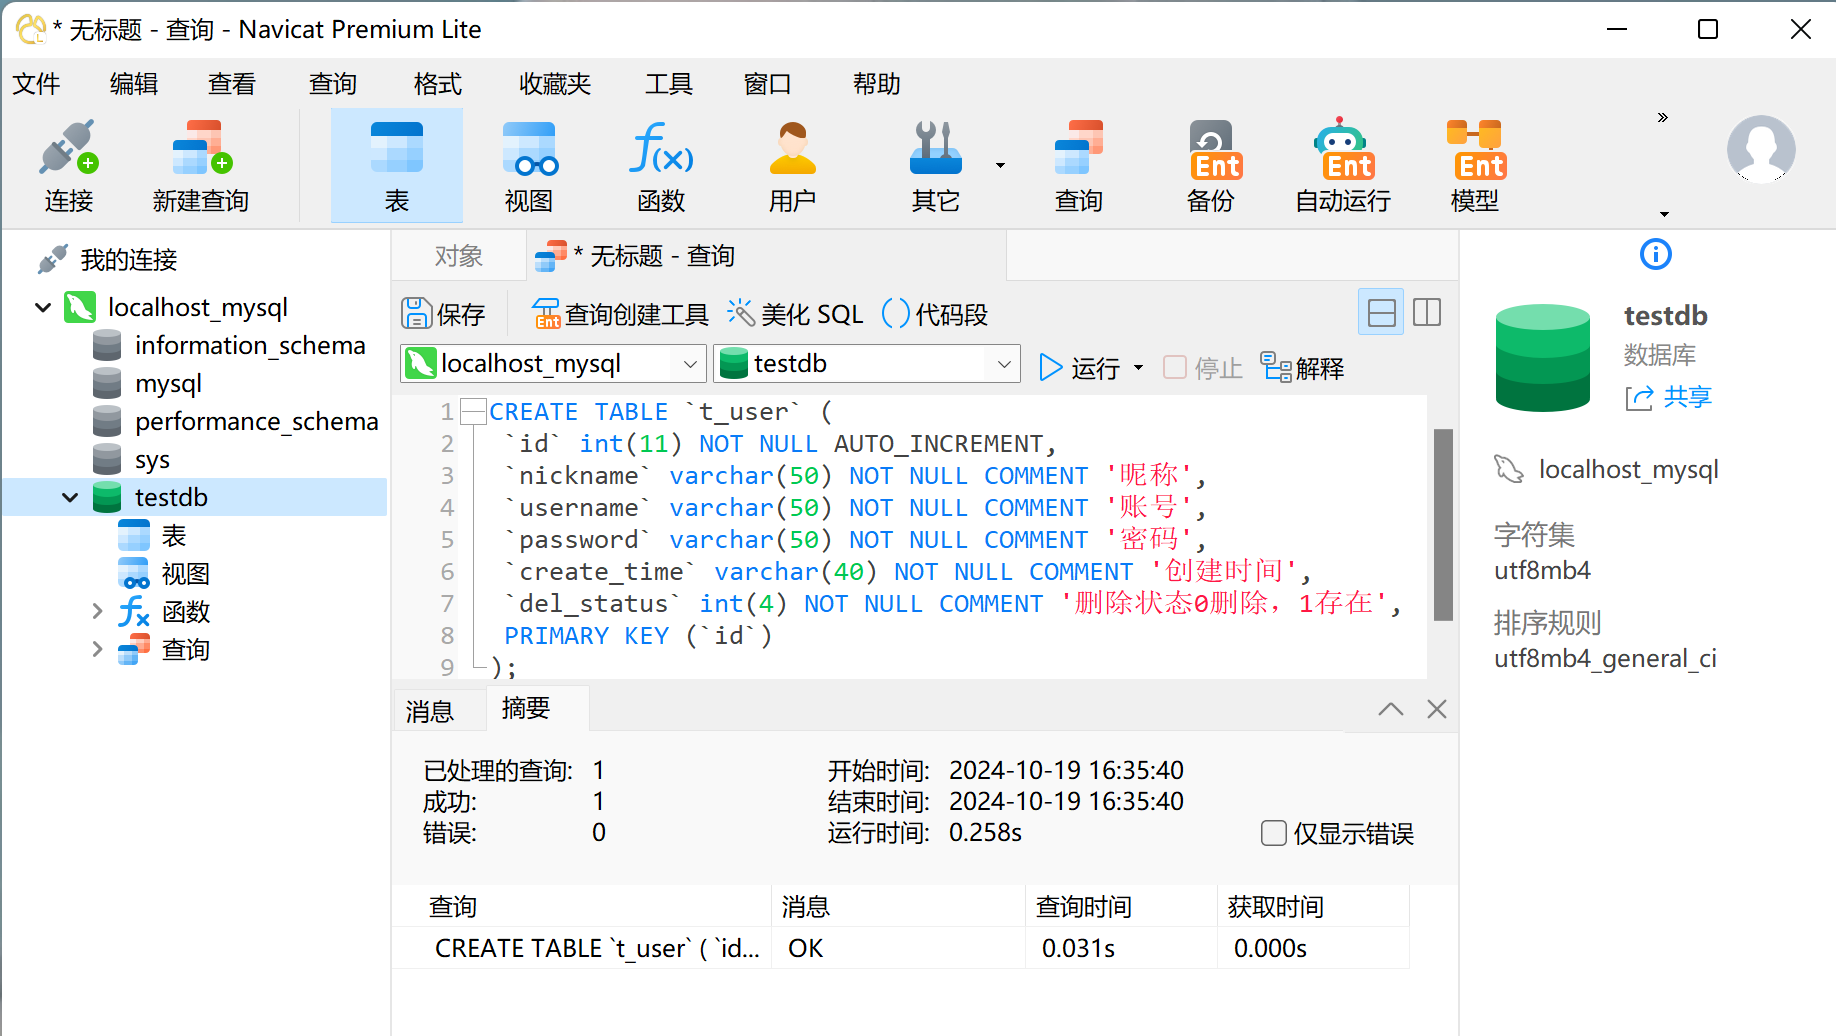 * 无标题 - 查询 - Navicat Premium Lite
文件 编辑 查看 查询 格式 收藏夹 工具 窗口 帮助
»
Ent Ent Ent
连接 新建查询 表 视图 函数 用户 其它 查询 备份 自动运行 模型
我的连接
localhost_mysql
information_schema
mysql
performance_schema
sys
testdb
表
视图
函数
查询
对象 * 无标题 - 查询
保存 Ent 查询创建工具 美化 SQL () 代码段
localhost_mysql testdb 运行 停止 解释
1 CREATE TABLE `t_user` (
2 `id` int(11) NOT NULL AUTO_INCREMENT,
3 `nickname` varchar(50) NOT NULL COMMENT '昵称',
4 `username` varchar(50) NOT NULL COMMENT '账号',
5 `password` varchar(50) NOT NULL COMMENT '密码',
6 `create_time` varchar(40) NOT NULL COMMENT '创建时间',
7 `del_status` int(4) NOT NULL COMMENT '删除状态0删除，1存在',
8 PRIMARY KEY (`id`)
9 );
消息 摘要
已处理的查询: 1 开始时间: 2024-10-19 16:35:40
成功: 1 结束时间: 2024-10-19 16:35:40
错误: 0 运行时间: 0.258s 仅显示错误
查询 消息 查询时间 获取时间
CREATE TABLE `t_user` ( `id... OK 0.031s 0.000s
testdb
数据库
共享
localhost_mysql
字符集
utf8mb4
排序规则
utf8mb4_general_ci